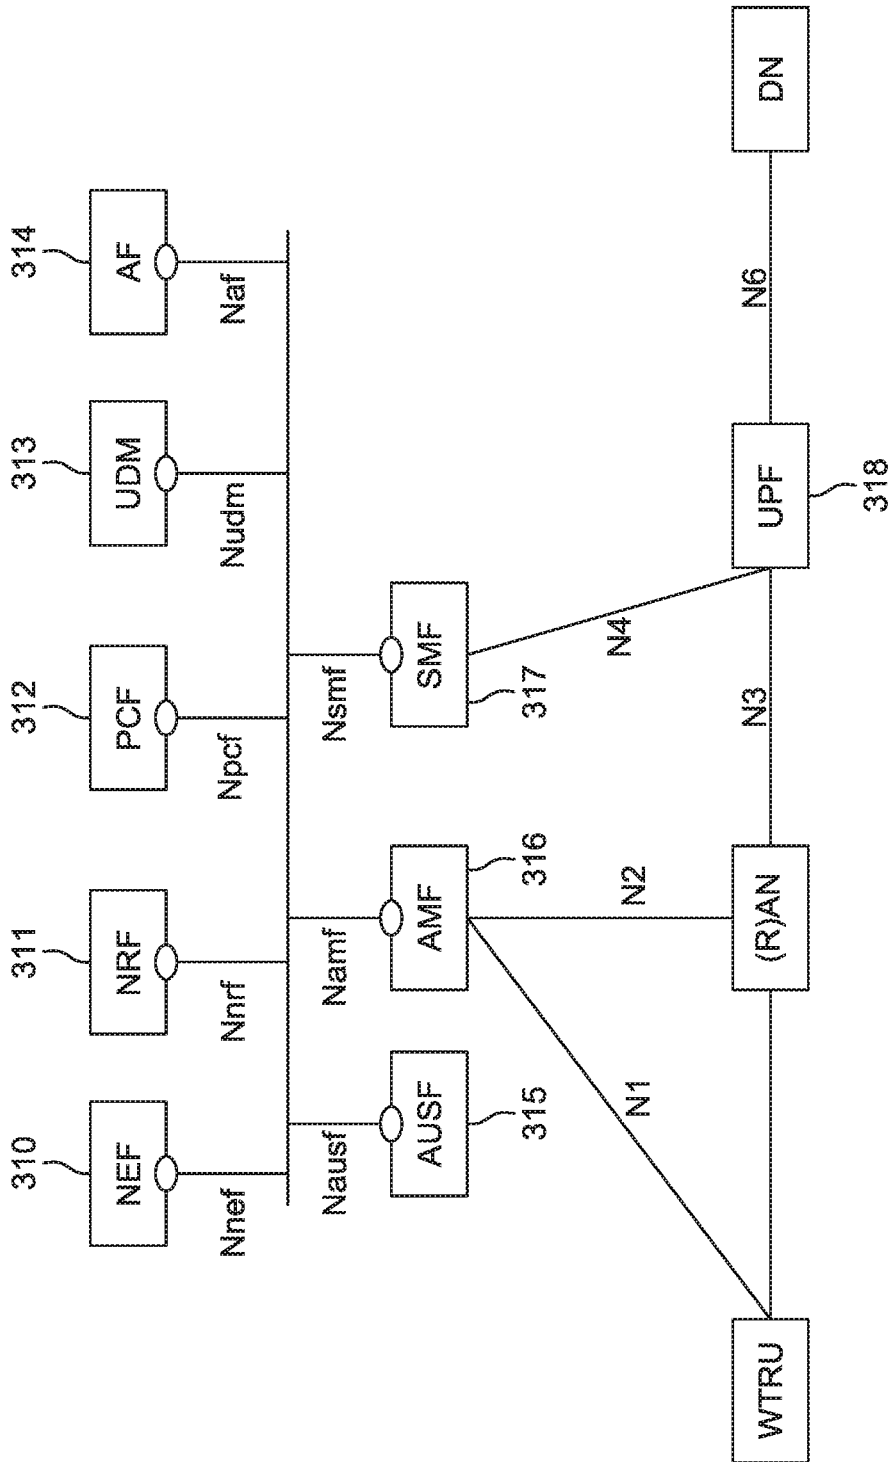 310
311
312
313
314
NEF
NRF
PCF
UDM
AF
Nnef
Nnrf
Npcf
Nudm
Naf
Nausf
Namf
Nsmf
AUSF
AMF
SMF
315
316
317
N1
N2
N4
WTRU
(R)AN
N3
UPF
N6
DN
318